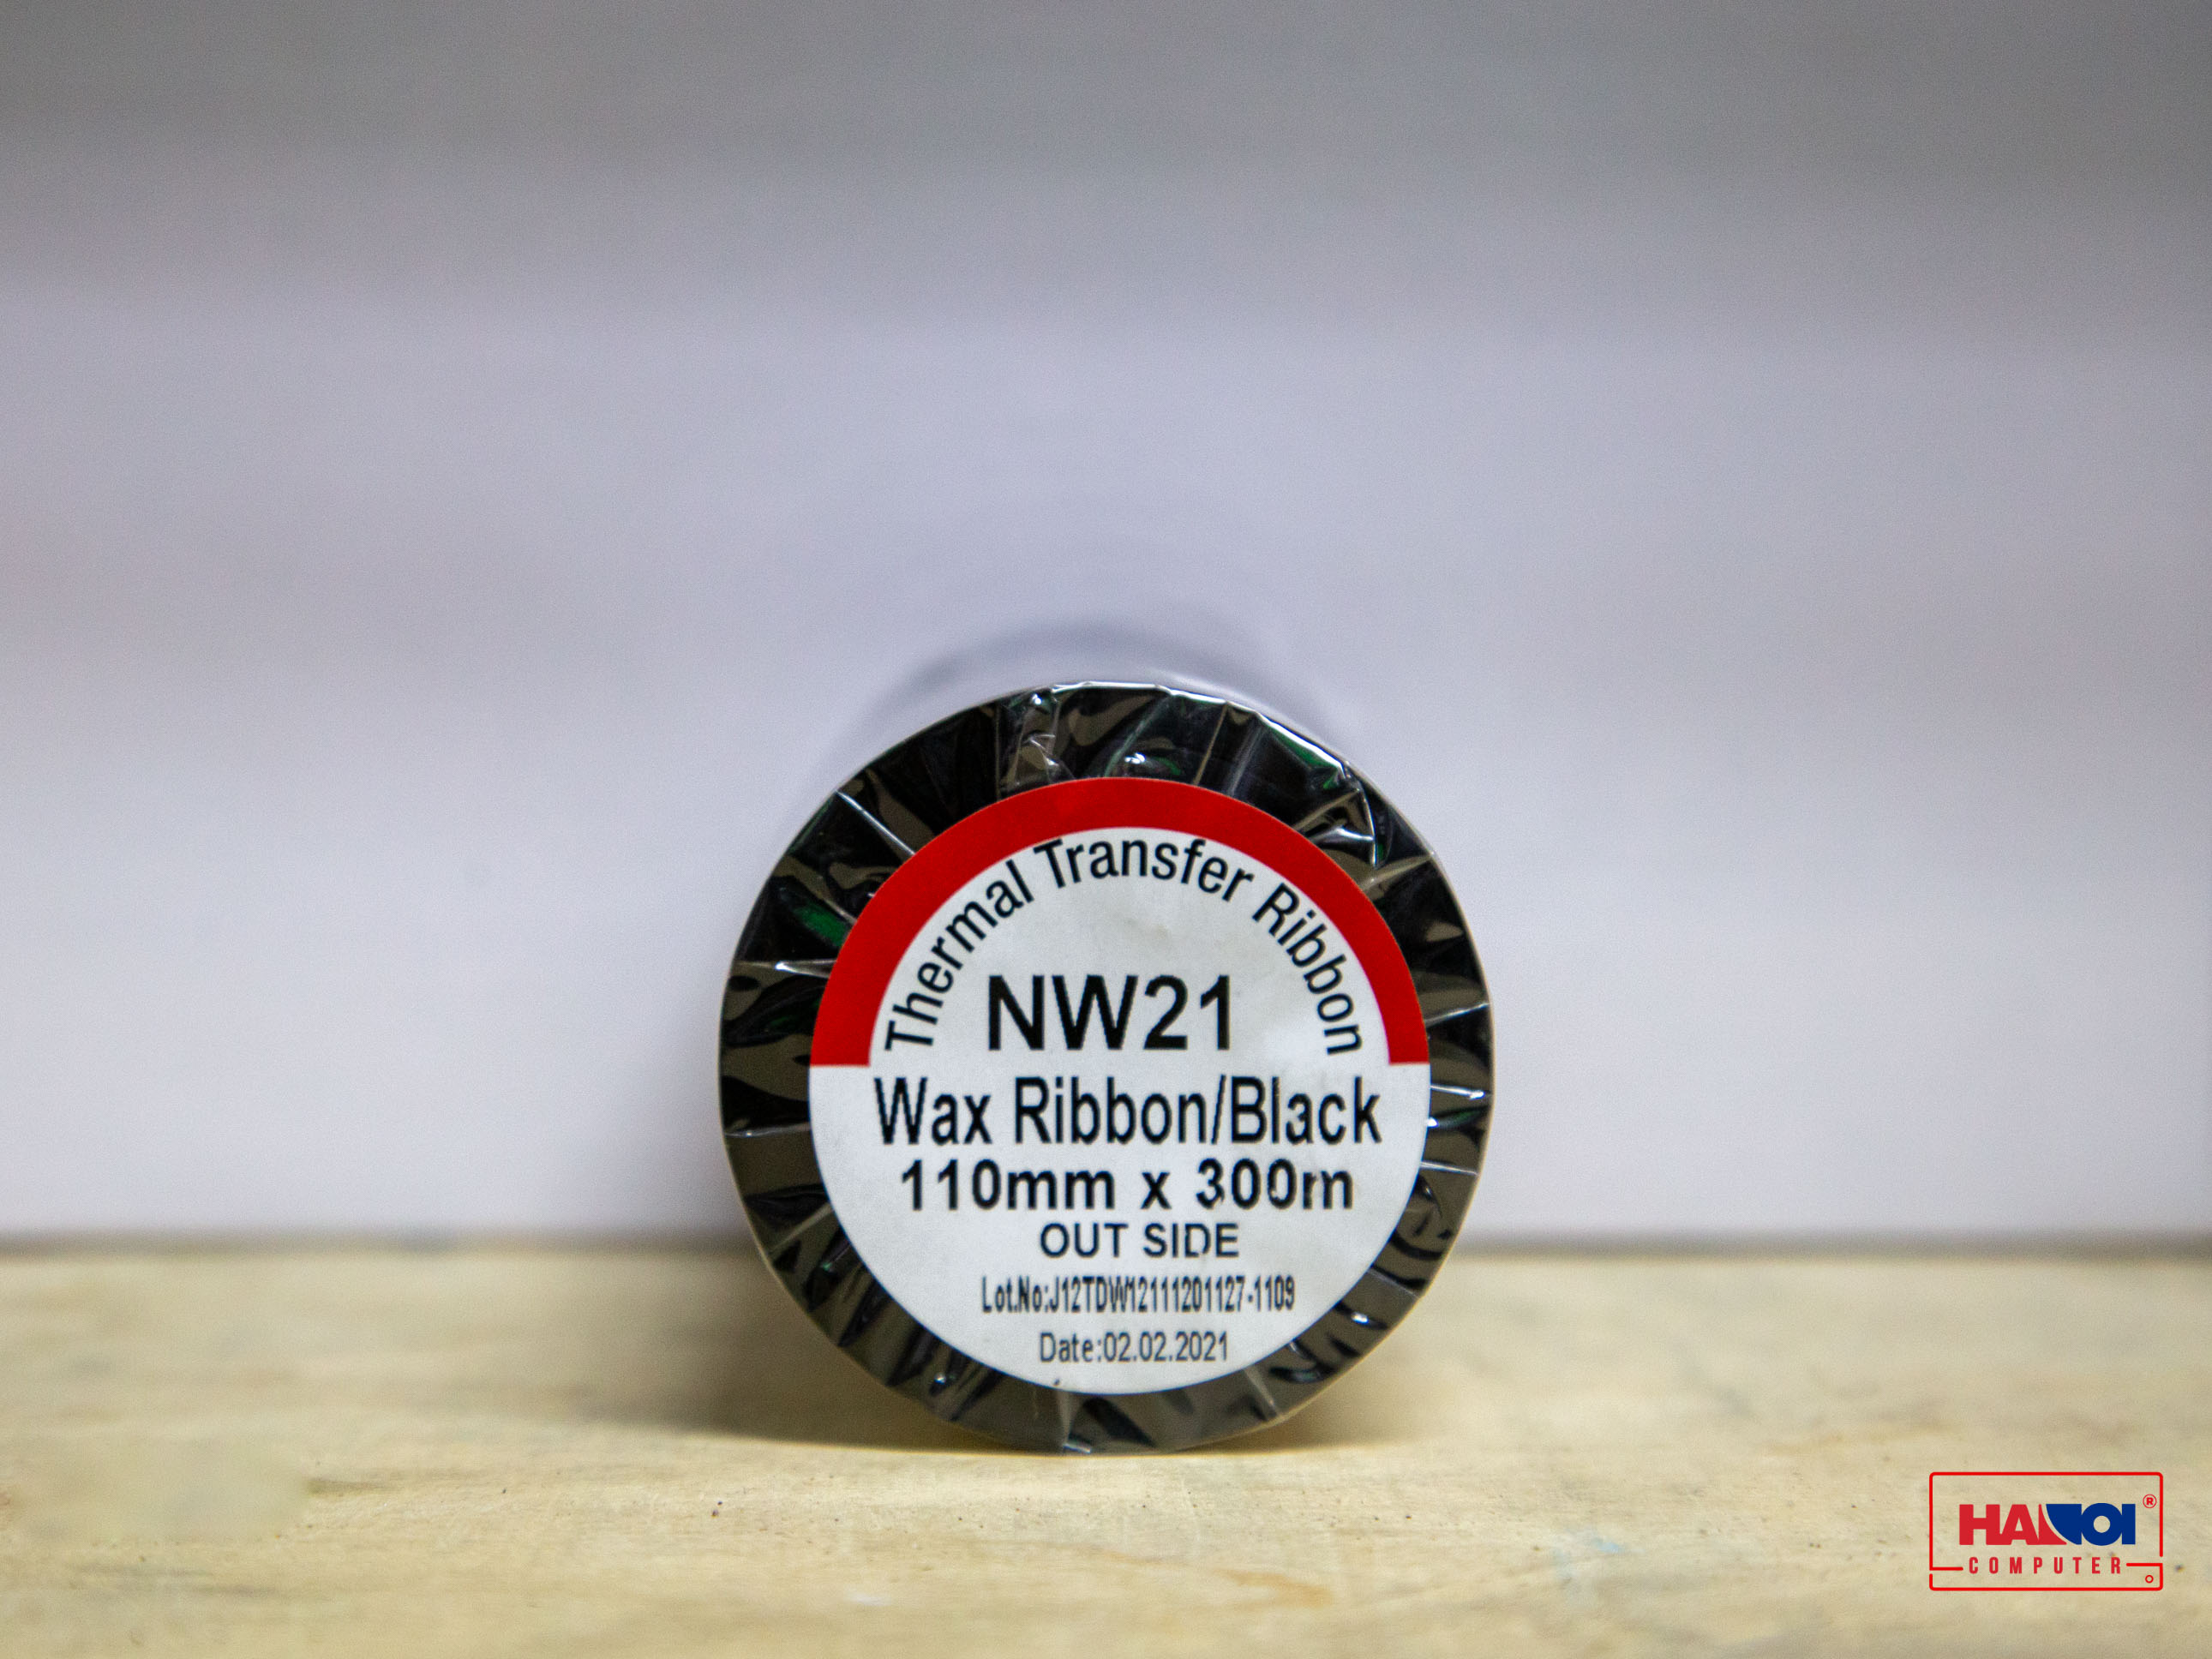 Thermal Transfer Ribbon
NW21
Wax Ribbon/Black
110mm x 300m
OUT SIDE
Lot.No:J12TDW12111201127-1109
Date:02.02.2021
HANOI®
COMPUTER